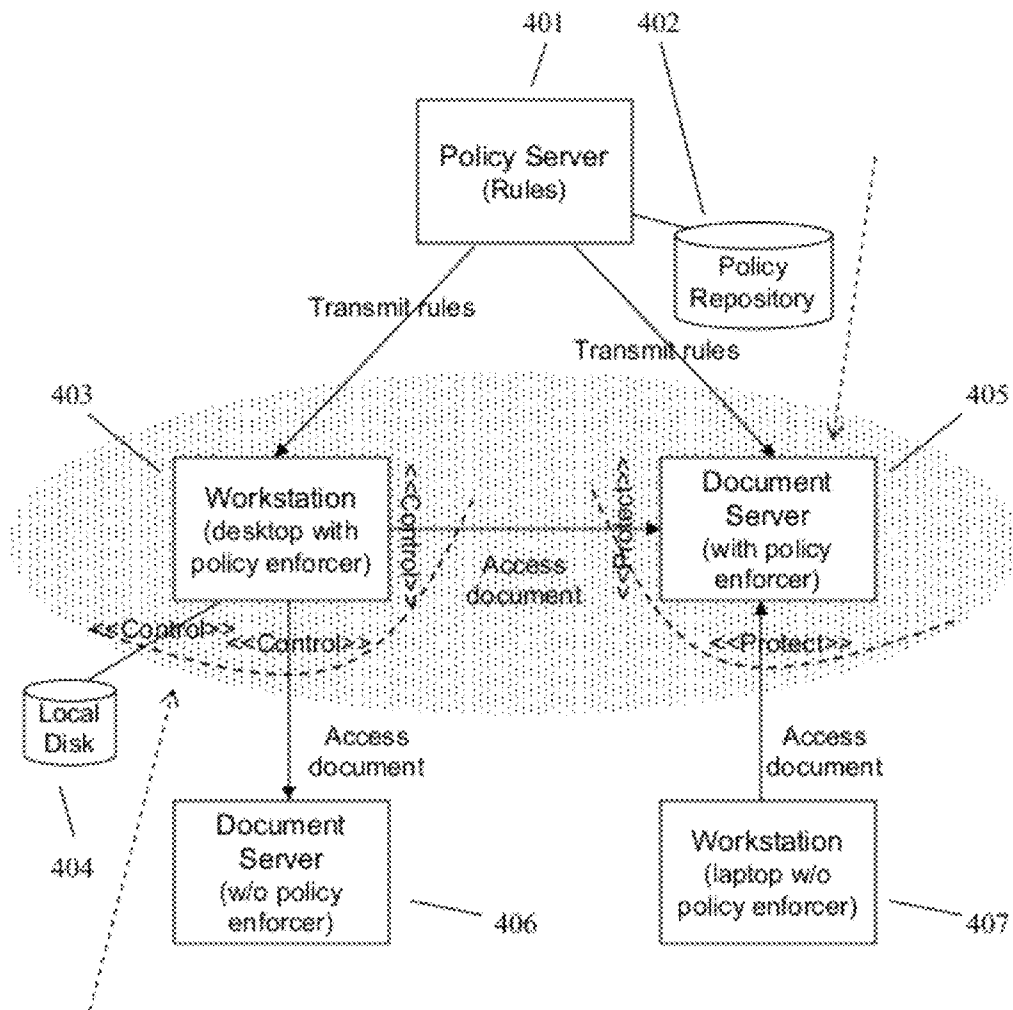 401
402
Policy Server
(Rules)
Policy
Repository
Transmit rules
Transmit rules
403
405
Workstation
(desktop with
policy enforcer)
<<Control>>
<<Protect>>
Document
Server
(with policy
enforcer)
Access
document
<<Control>>
<<Control>>
<<Protect>>
Local
Disk
Access
document
Access
document
404
Document
Server
(w/o policy
enforcer)
406
Workstation
(laptop w/o
policy enforcer)
407